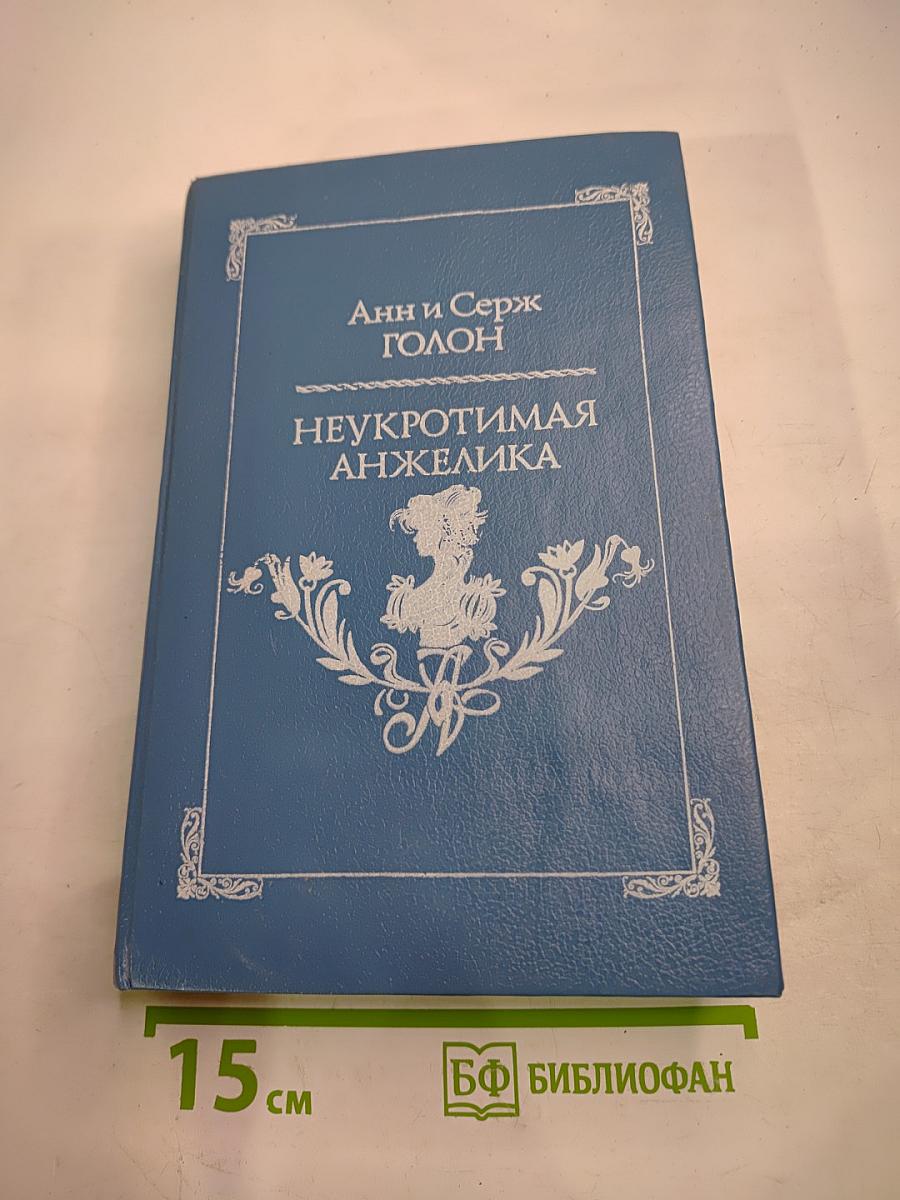 Анн и Серж
ГОЛОН
НЕУКРОТИМАЯ
АНЖЕЛИКА
А
15 см
БФ БИБЛИОФАН